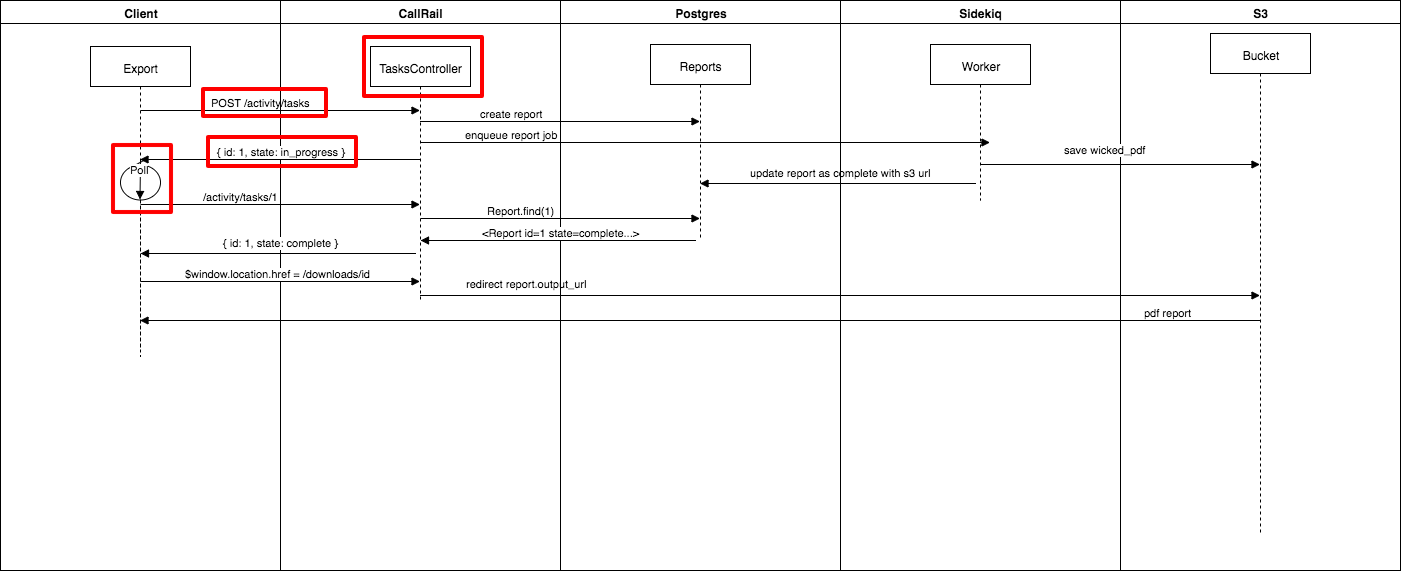 Client
CallRail
Postgres
Sidekiq
S3
Export
TasksController
Reports
Worker
Bucket
POST /activity/tasks
create report
enqueue report job
{ id: 1, state: in_progress }
save wicked_pdf
Poll
update report as complete with s3 url
/activity/tasks/1
Report.find(1)
<Report id=1 state=complete...>
{ id: 1, state: complete }
$window.location.href = /downloads/id
redirect report.output_url
pdf report